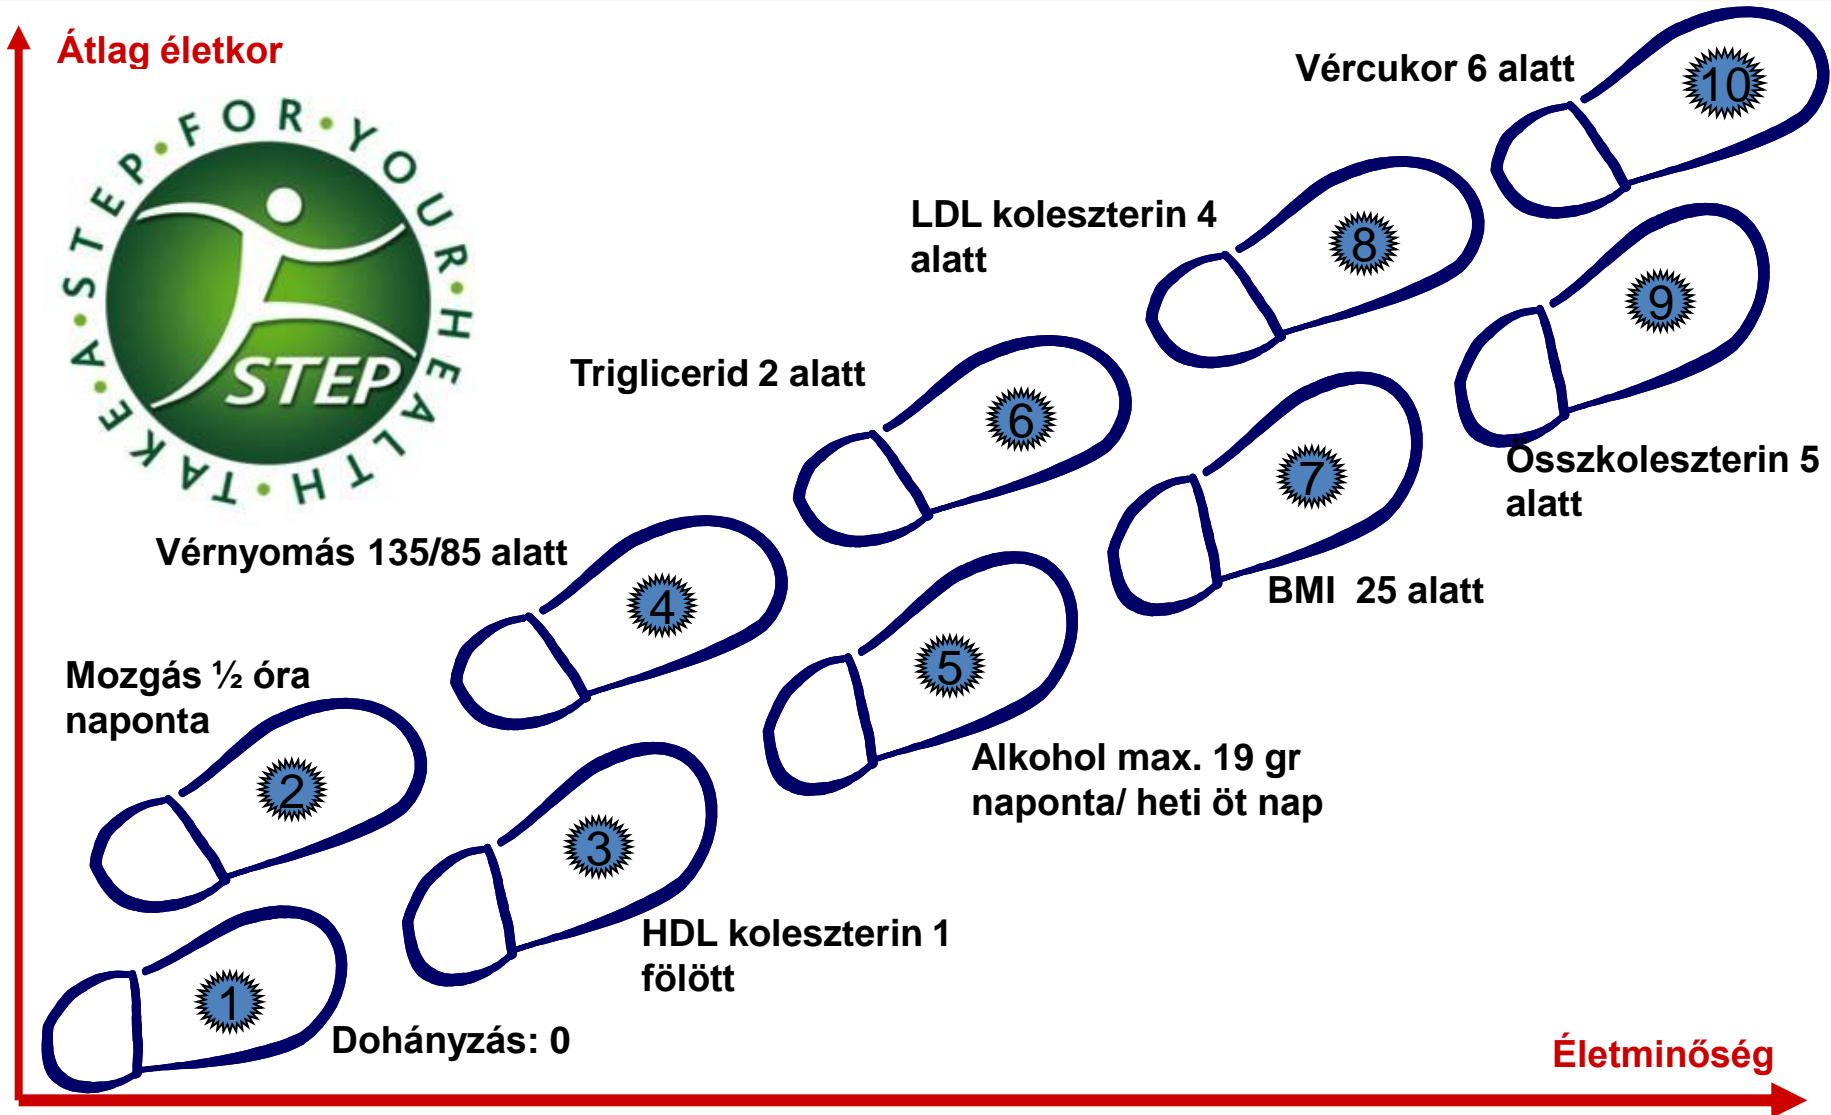 Átlag életkor
TAKE•A•STEP•FOR•YOUR•HEALTH•
STEP
Vércukor 6 alatt
10
LDL koleszterin 4
alatt
8
9
Összkoleszterin 5
alatt
Triglicerid 2 alatt
6
7
BMI 25 alatt
Vérnyomás 135/85 alatt
4
5
Alkohol max. 19 gr
naponta/ heti öt nap
Mozgás ½ óra
naponta
2
3
HDL koleszterin 1
fölött
1
Dohányzás: 0
Életminőség